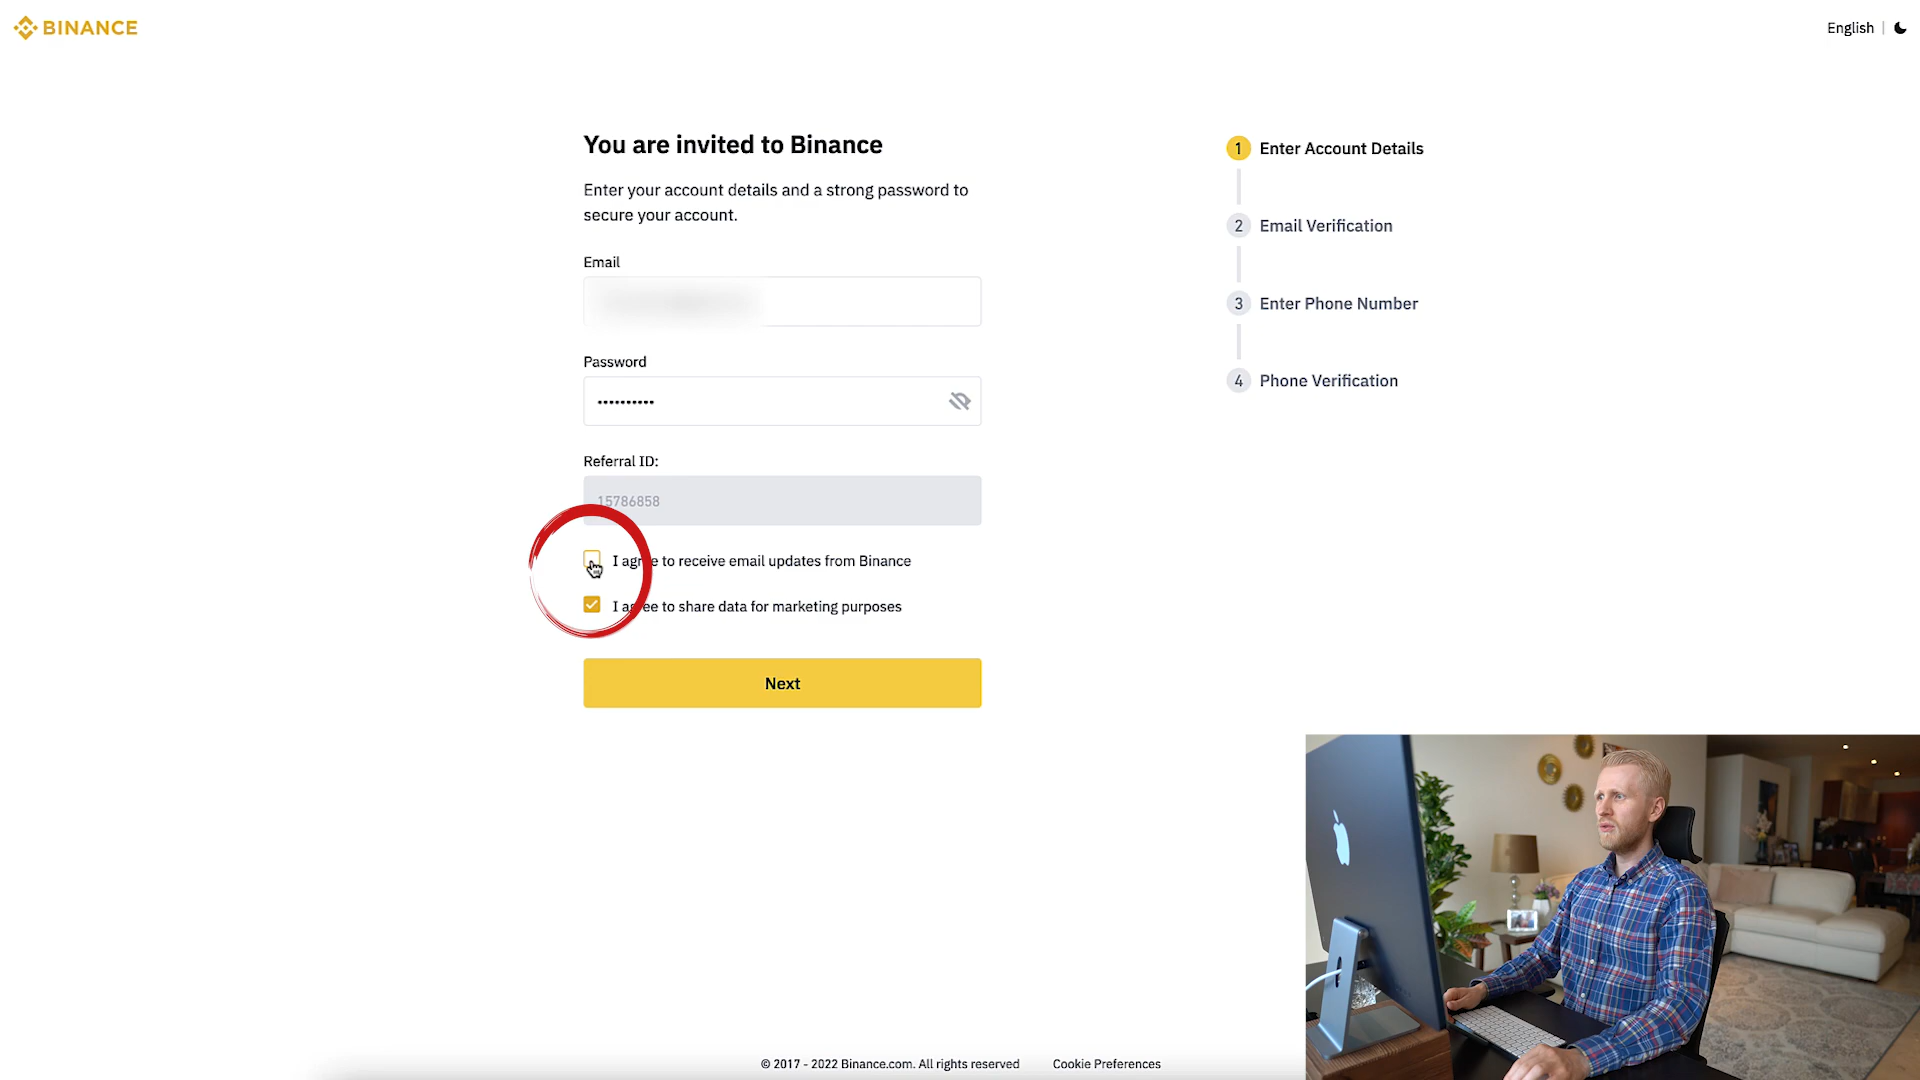 BINANCE
English
You are invited to Binance
Enter your account details and a strong password to
secure your account.
Email
Password
••••••••••
Referral ID:
15786858
I agree to receive email updates from Binance
I agree to share data for marketing purposes
Next
1 Enter Account Details
2 Email Verification
3 Enter Phone Number
4 Phone Verification
© 2017 - 2022 Binance.com. All rights reserved
Cookie Preferences